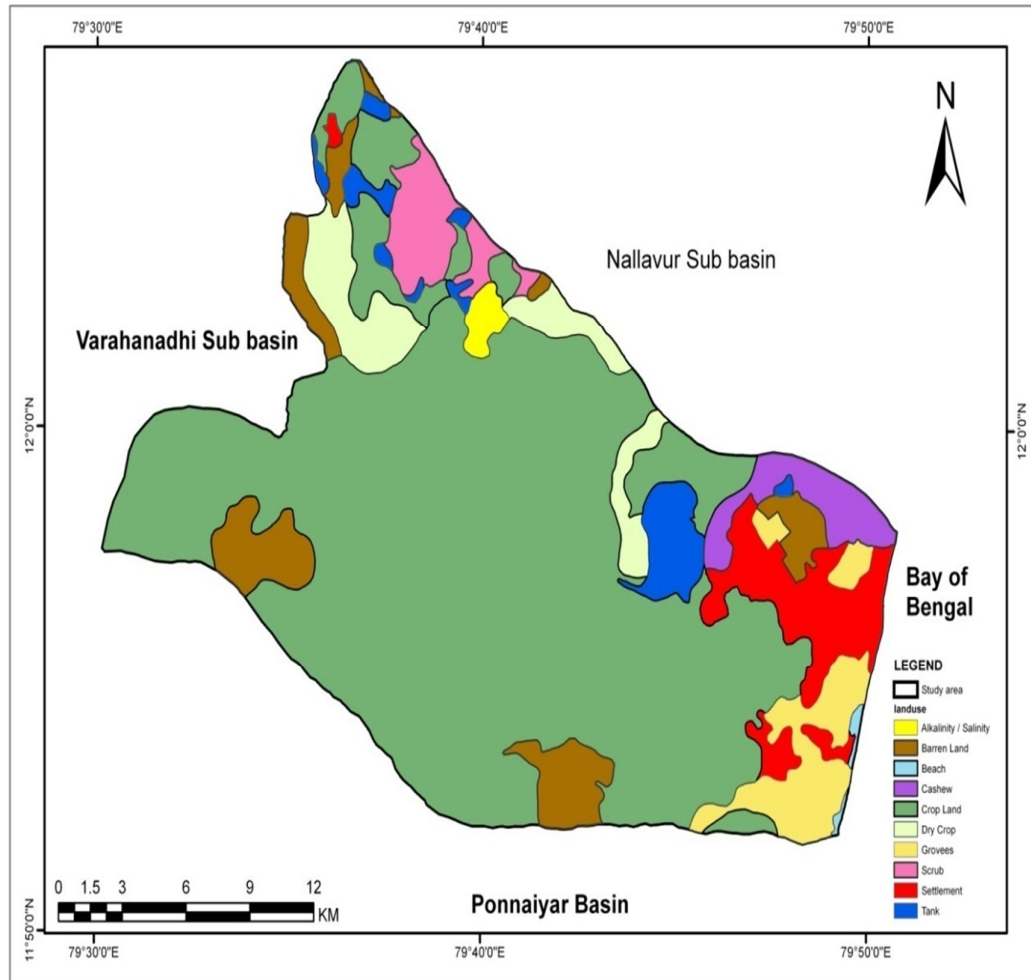 79°30'0"E
79°40'0"E
79°50'0"E
N
Nallavur Sub basin
Varahanadhi Sub basin
12°0'0"N
12°0'0"N
Bay of
Bengal
LEGEND
Study area
landuse
Alkalinity / Salinity
Barren Land
Beach
Cashew
Crop Land
Dry Crop
Grovees
Scrub
Settlement
Tank
0 1.5 3 6 9 12
KM
Ponnaiyar Basin
11°50'0"N
79°30'0"E
79°40'0"E
79°50'0"E